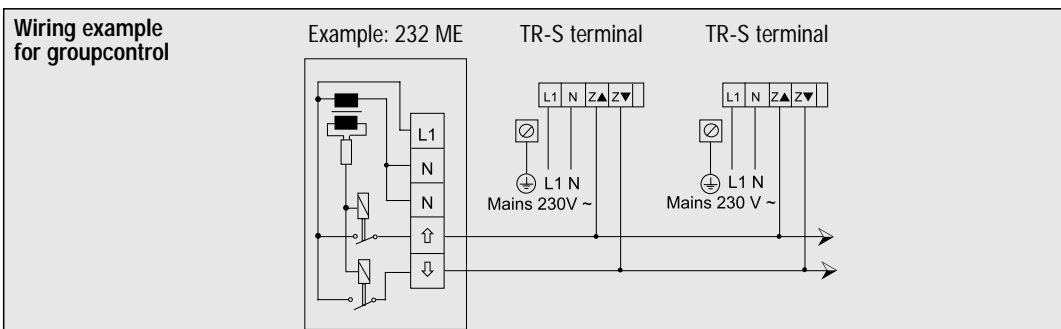 Wiring example
for groupcontrol
Example: 232 ME
TR-S terminal
TR-S terminal
L1 N Z▲ Z▼
L1 N Z▲ Z▼
L1
N
N
⇧
⇩
L1 N
Mains 230V ~
L1 N
Mains 230 V ~